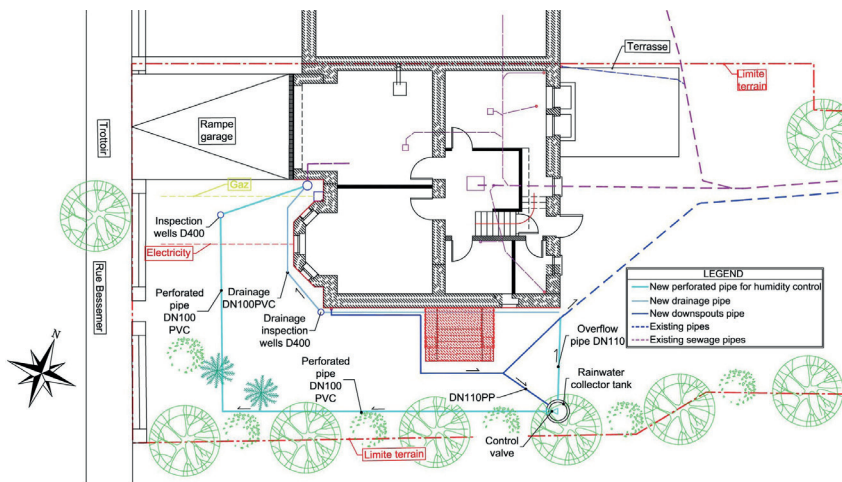 Terrasse
Limite
terrain
Trottoir
Rampe
garage
Gaz
Inspection
wells D400
Electricity
Rue Bessemer
Perforated
pipe
DN100
PVC
Drainage
DN100PVC
Drainage
inspection
wells D400
N
Perforated
pipe
DN100
PVC
DN110PP
Overflow
pipe DN110
Rainwater
collector tank
Control
valve
Limite terrain
LEGEND
New perforated pipe for humidity control
New drainage pipe
New downspouts pipe
Existing pipes
Existing sewage pipes